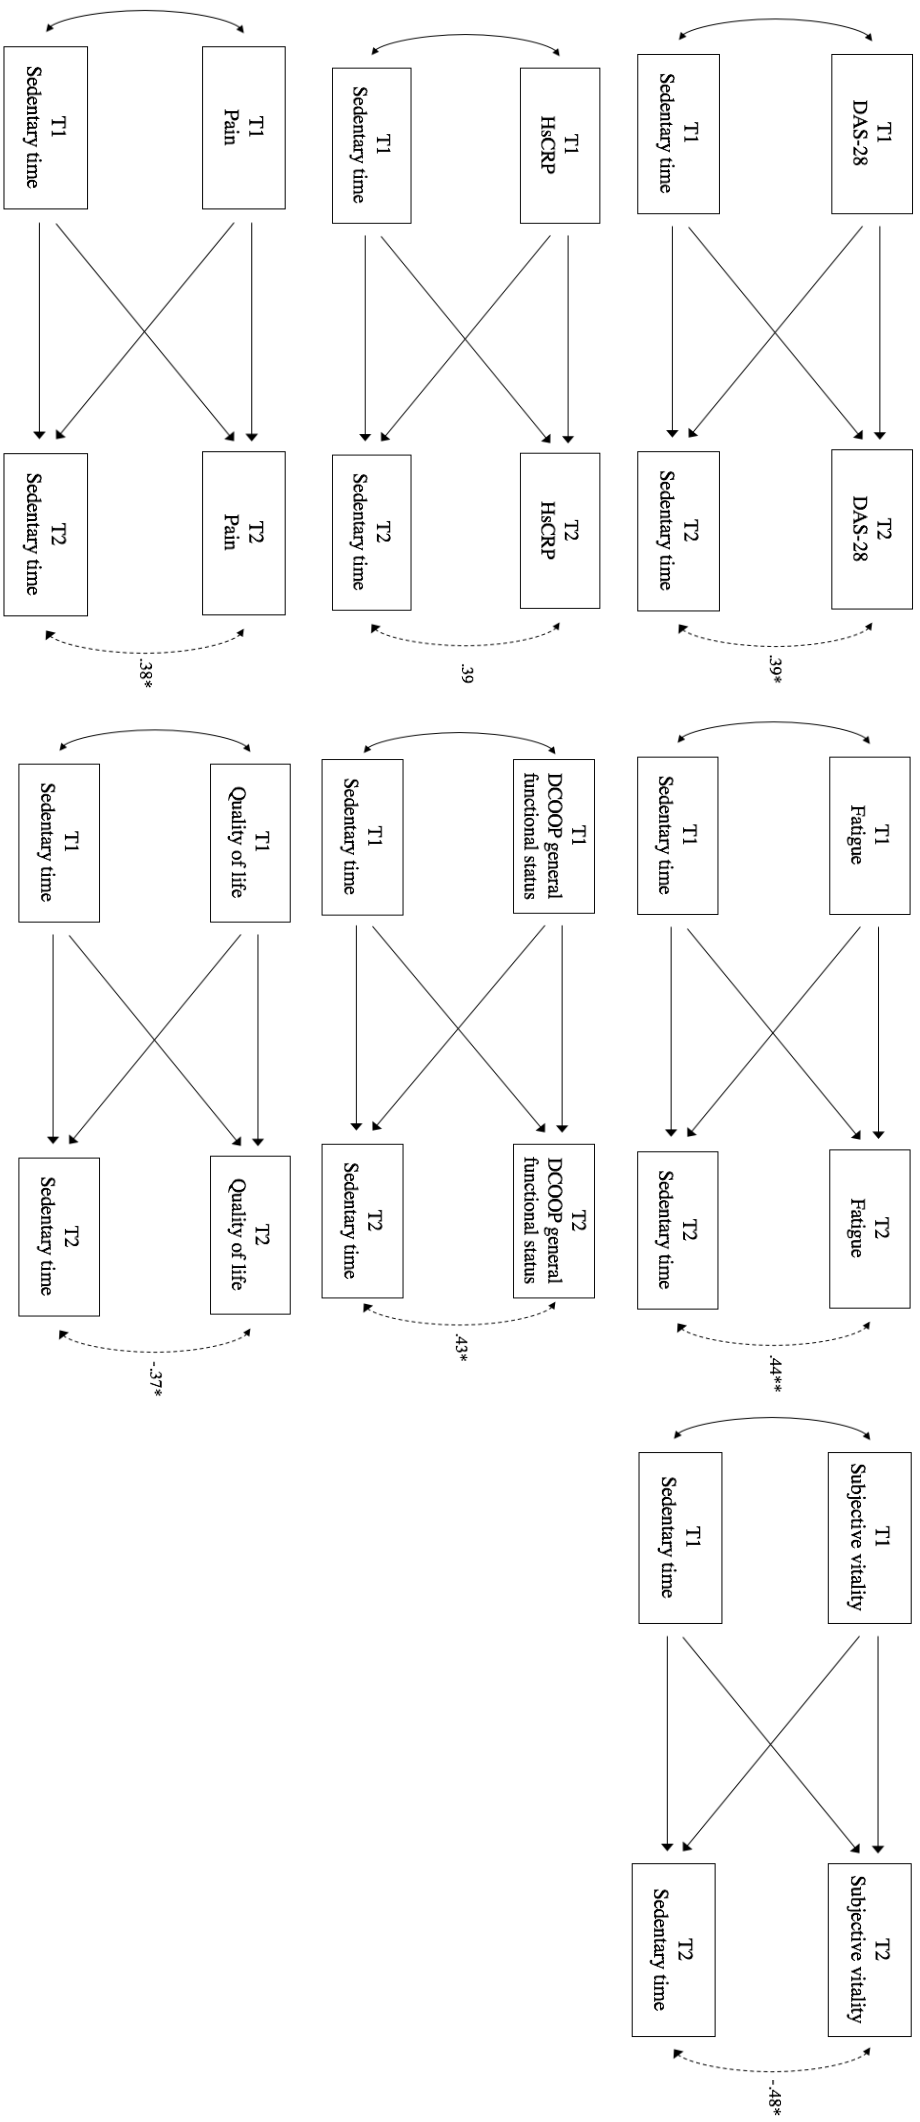 T1
DAS-28
T2
DAS-28
T1
Sedentary time
T2
Sedentary time
.39*
T1
Fatigue
T2
Fatigue
T1
Sedentary time
T2
Sedentary time
.44**
T1
Subjective vitality
T2
Subjective vitality
T1
Sedentary time
T2
Sedentary time
-.48*
T1
HsCRP
T2
HsCRP
T1
Sedentary time
T2
Sedentary time
.39
T1
DCOOP general
functional status
T2
DCOOP general
functional status
T1
Sedentary time
T2
Sedentary time
.43*
T1
Pain
T2
Pain
T1
Sedentary time
T2
Sedentary time
.38*
T1
Quality of life
T2
Quality of life
T1
Sedentary time
T2
Sedentary time
-.37*